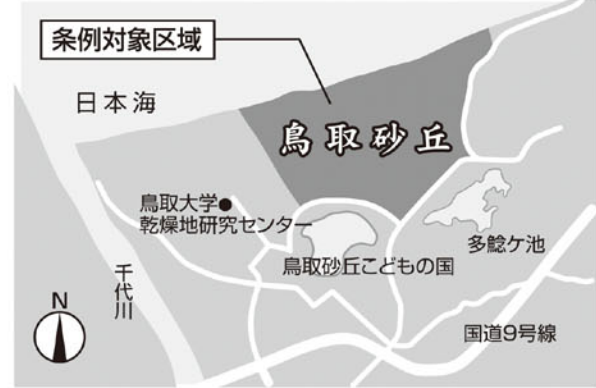 条例対象区域
日本海
鳥取砂丘
鳥取大学●
乾燥地研究センター
多鯰ケ池
鳥取砂丘こどもの国
千代川
N
国道9号線